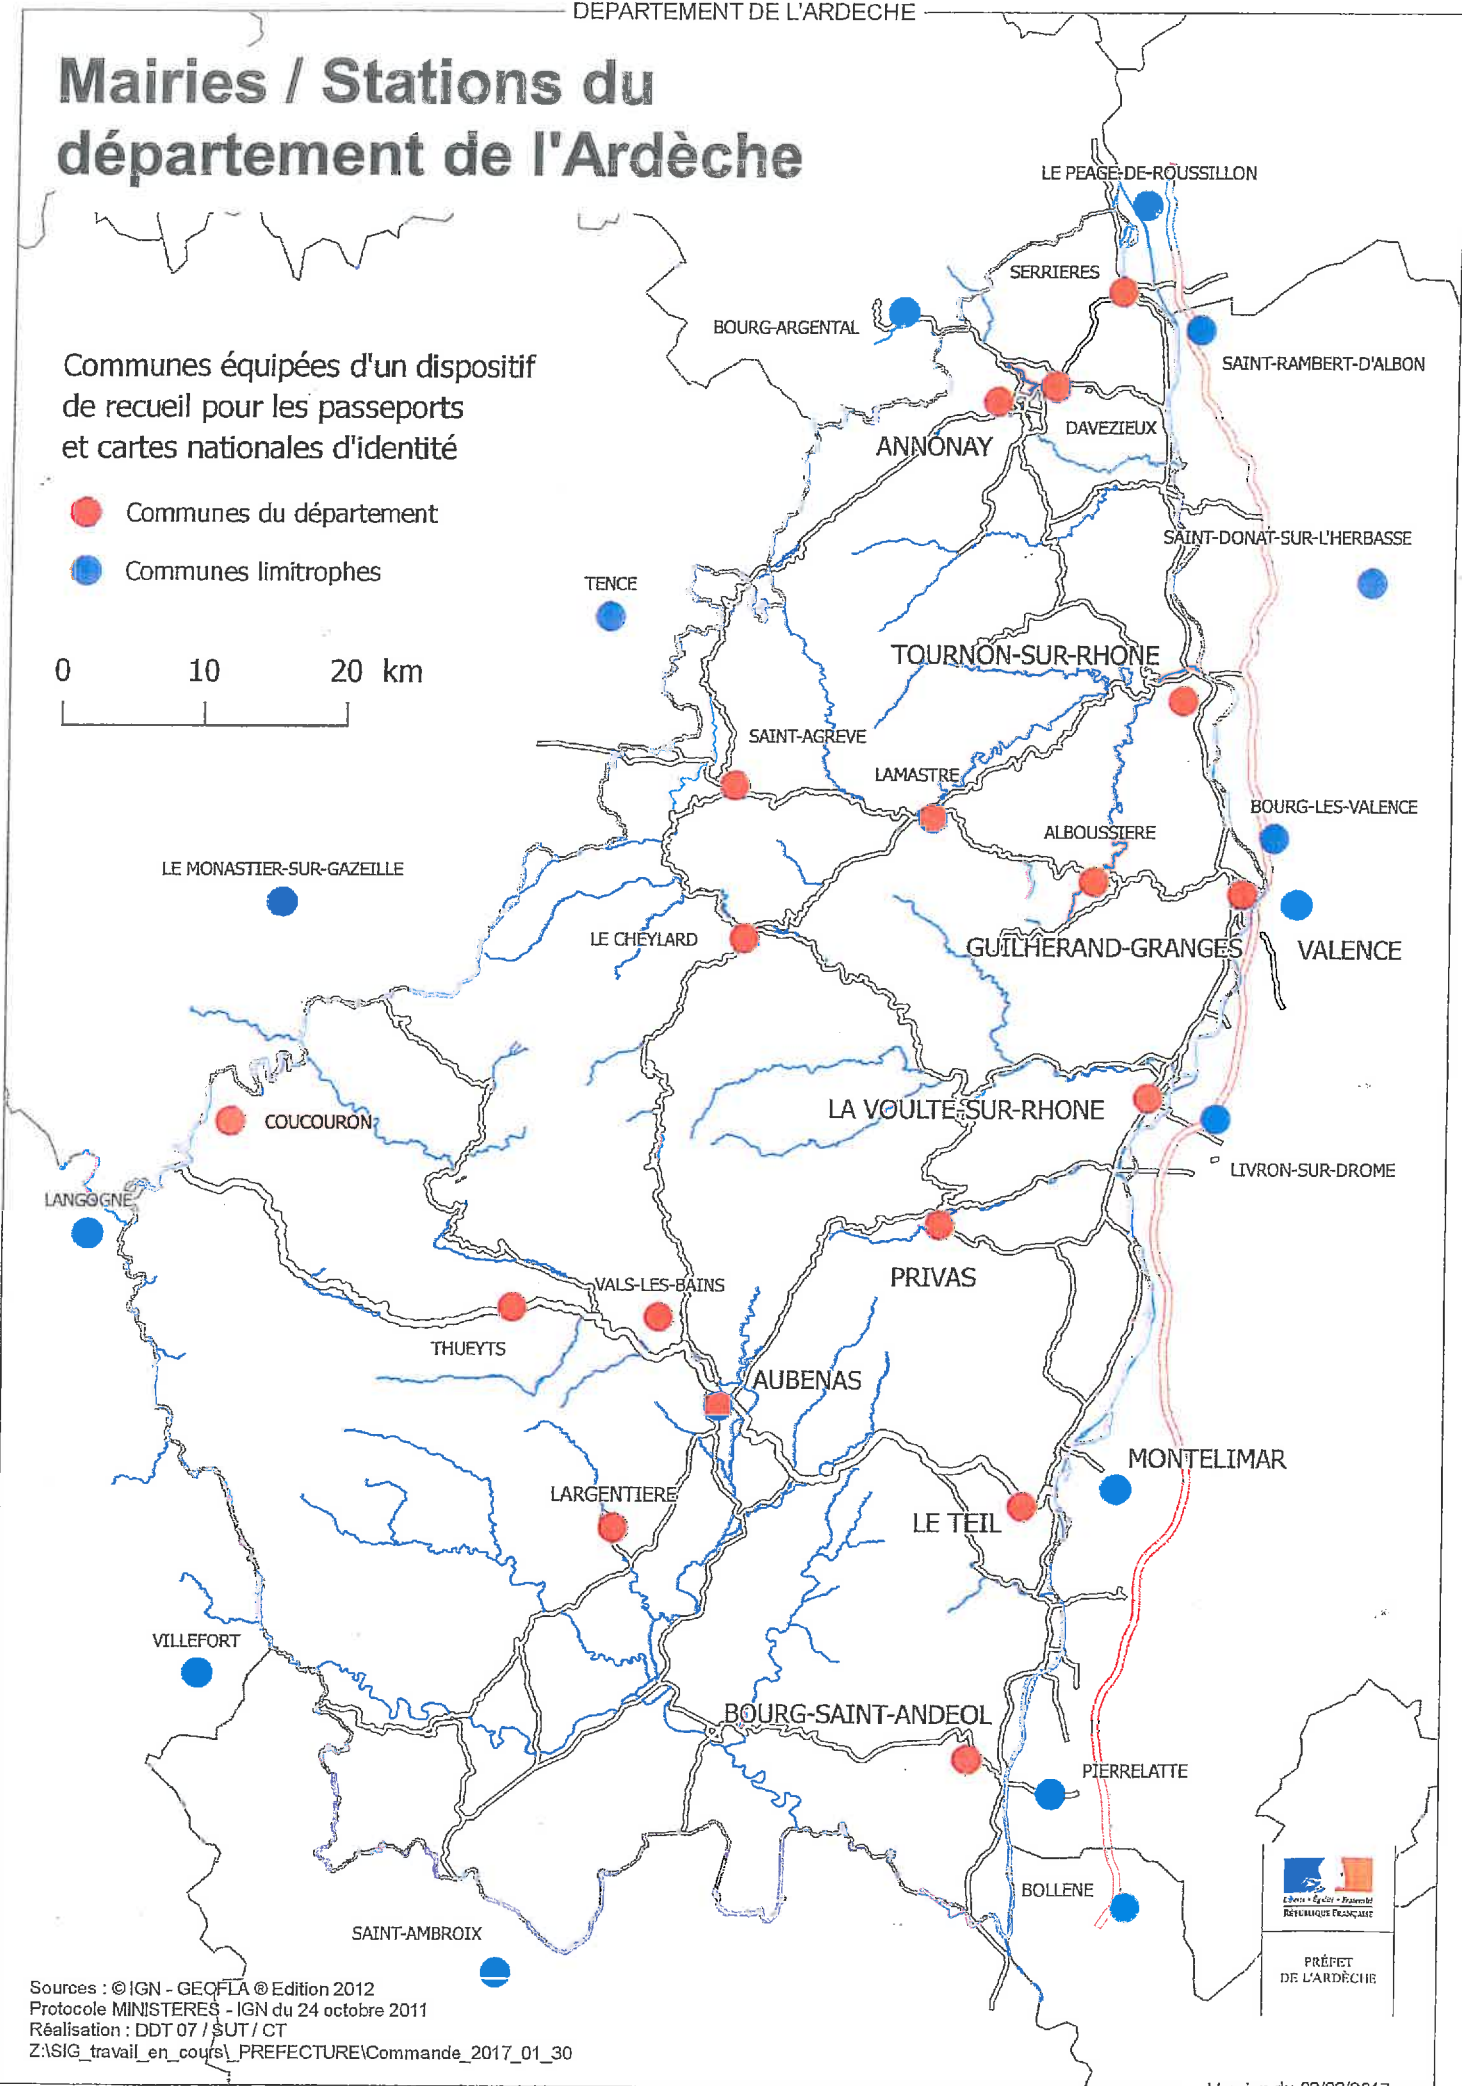 DEPARTEMENT DE L'ARDECHE
Mairies / Stations du
département de l'Ardèche
Communes équipées d'un dispositif
de recueil pour les passeports
et cartes nationales d'identité
Communes du département
Communes limitrophes
0 10 20 km
LE PEAGE-DE-ROUSSILLON
SERRIERES
BOURG-ARGENTAL
SAINT-RAMBERT-D'ALBON
DAVEZIEUX
ANNONAY
SAINT-DONAT-SUR-L'HERBASSE
TENCE
TOURNON-SUR-RHONE
SAINT-AGREVE
LAMASTRE
BOURG-LES-VALENCE
ALBOUSSIERE
LE MONASTIER-SUR-GAZEILLE
LE CHEYLARD
GUILHERAND-GRANGES
VALENCE
LA VOULTE-SUR-RHONE
COUCOURON
LIVRON-SUR-DROME
LANGOGNE
PRIVAS
VALS-LES-BAINS
THUEYTS
AUBENAS
MONTELIMAR
LARGENTIERE
LE TEIL
VILLEFORT
BOURG-SAINT-ANDEOL
PIERRELATTE
BOLLENE
SAINT-AMBROIX
Liberté • Égalité • Fraternité
RÉPUBLIQUE FRANÇAISE
PRÉFET
DE L'ARDÈCHE
Sources : © IGN - GEOFLA ® Edition 2012
Protocole MINISTERES - IGN du 24 octobre 2011
Réalisation : DDT 07 / SUT / CT
Z:\SIG_travail_en_cours\_PREFECTURE\Commande_2017_01_30